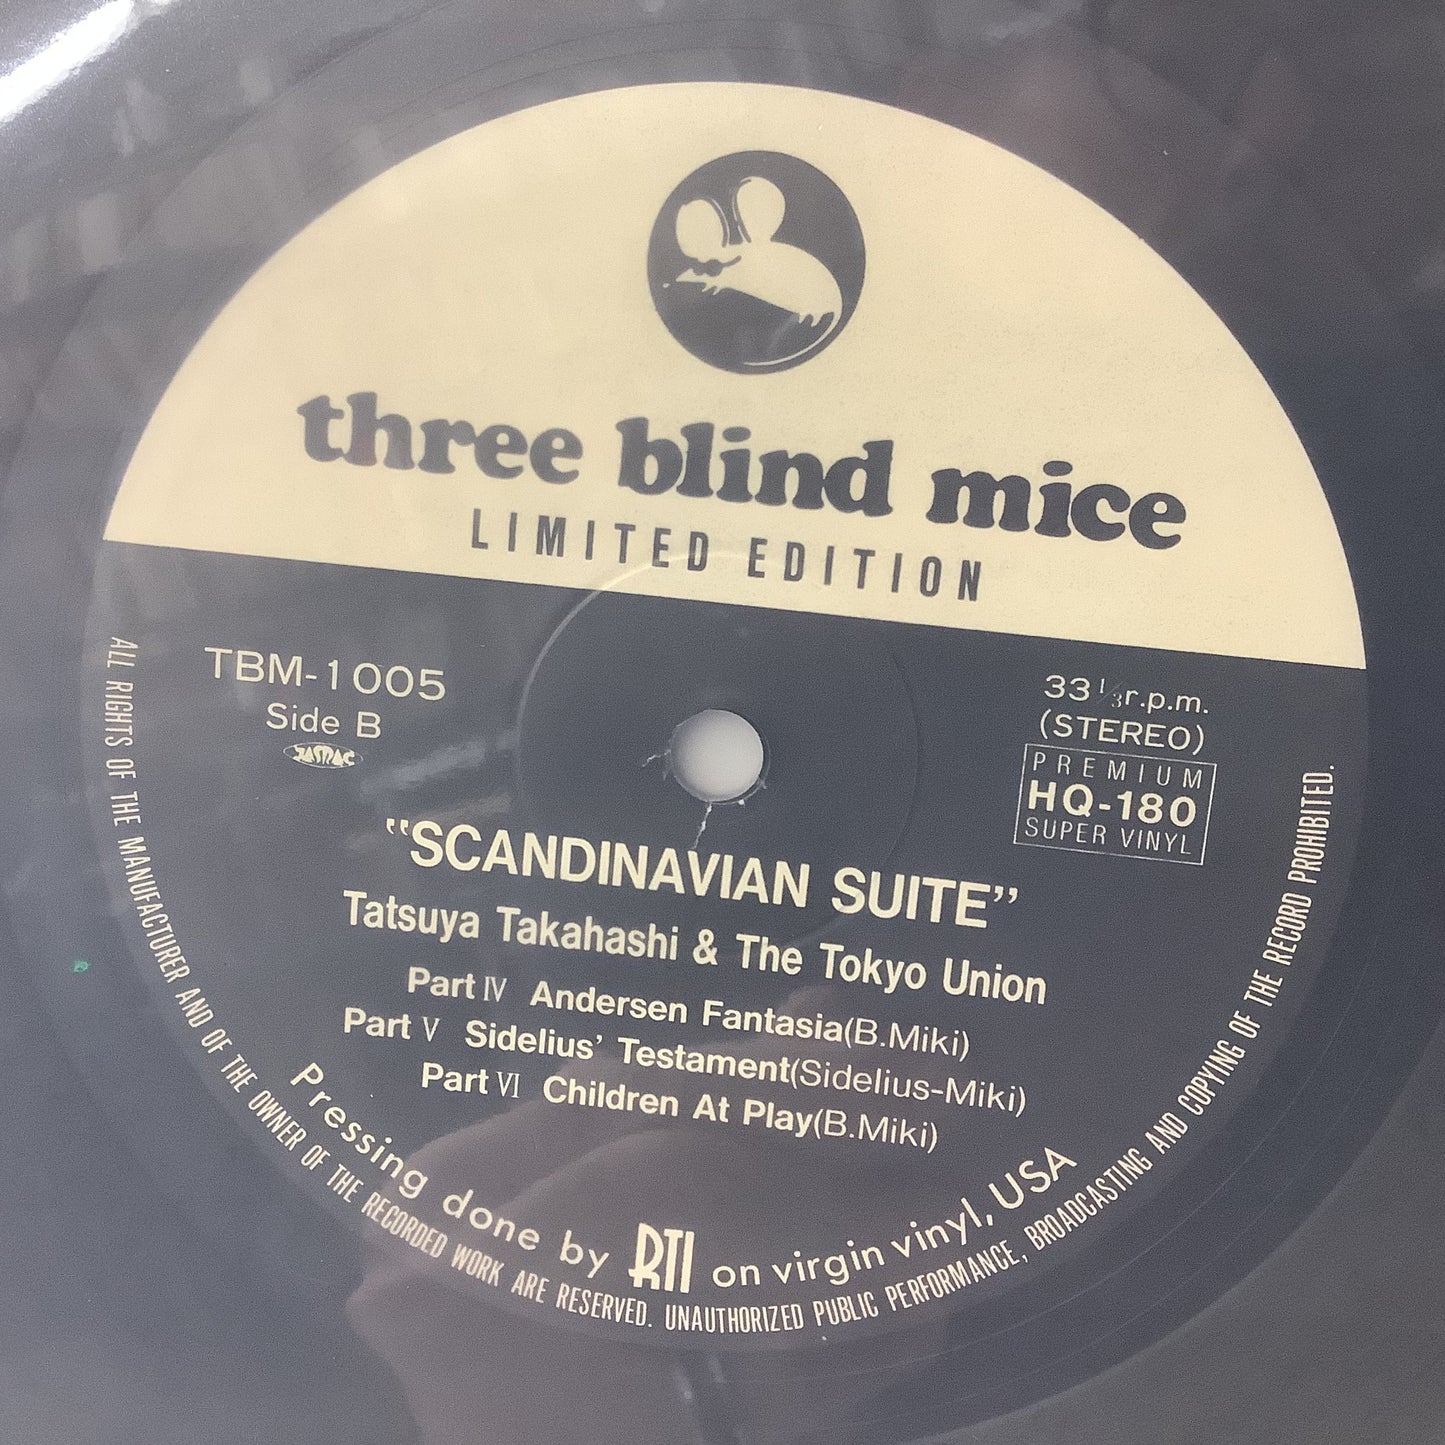 three blind mice
LIMITED EDITION
TBM-1005
Side B
JASRAC
33 1/3 r.p.m.
(STEREO)
PREMIUM
HQ-180
SUPER VINYL
"SCANDINAVIAN SUITE"
Tatsuya Takahashi & The Tokyo Union
Part Ⅳ Andersen Fantasia(B.Miki)
Part Ⅴ Sidelius' Testament(Sidelius-Miki)
Part Ⅵ Children At Play(B.Miki)
Pressing done by RTI on virgin vinyl, USA
ALL RIGHTS OF THE MANUFACTURER AND OF THE OWNER OF THE RECORDED WORK ARE RESERVED. UNAUTHORIZED PUBLIC PERFORMANCE, BROADCASTING AND COPYING OF THE RECORD PROHIBITED.